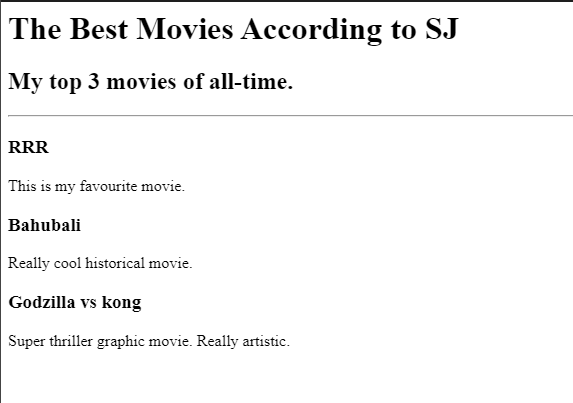 The Best Movies According to SJ
My top 3 movies of all-time.
RRR
This is my favourite movie.
Bahubali
Really cool historical movie.
Godzilla vs kong
Super thriller graphic movie. Really artistic.